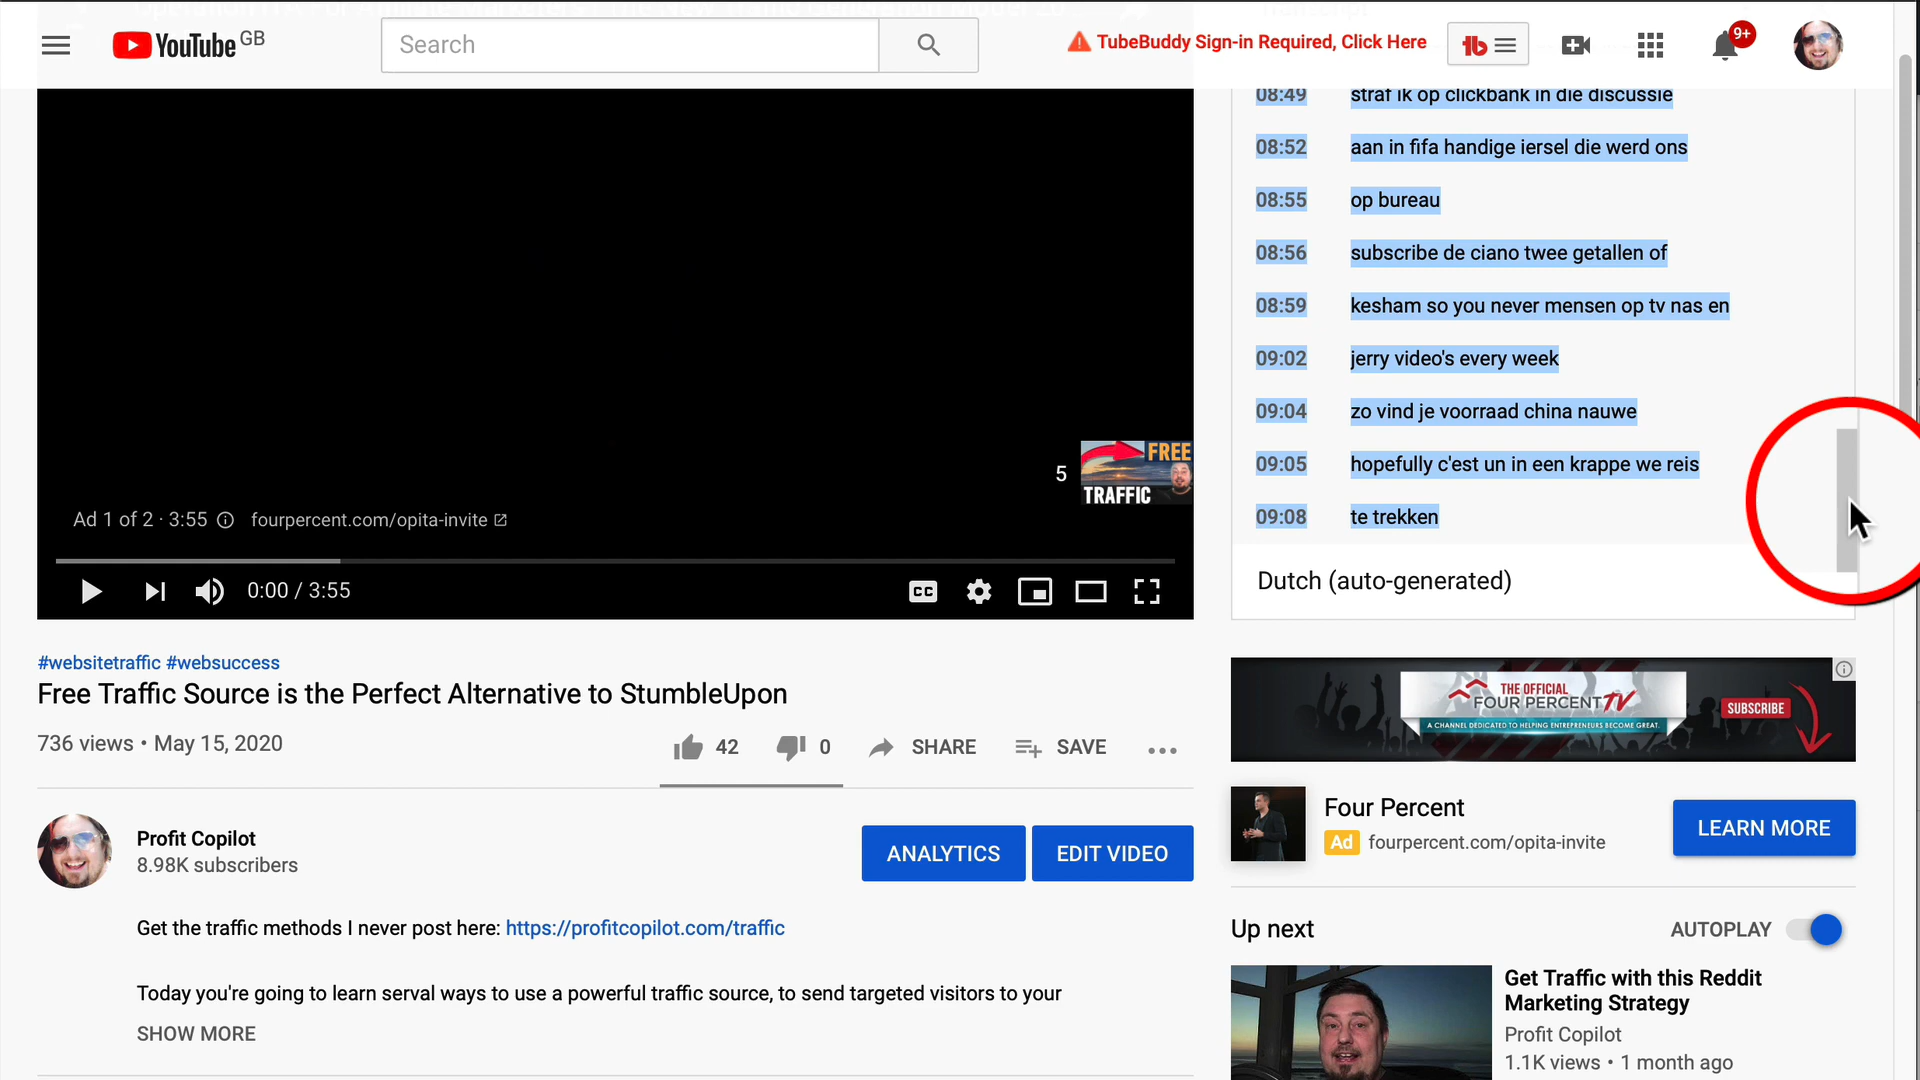 YouTube GB
Search
TubeBuddy Sign-in Required, Click Here
tb
9+
08:49 straf ik op clickbank in die discussie
08:52 aan in fifa handige iersel die werd ons
08:55 op bureau
08:56 subscribe de ciano twee getallen of
08:59 kesham so you never mensen op tv nas en
09:02 jerry video's every week
09:04 zo vind je voorraad china nauwe
09:05 hopefully c'est un in een krappe we reis
09:08 te trekken
Dutch (auto-generated)
5
FREE
TRAFFIC
Ad 1 of 2 · 3:55 fourpercent.com/opita-invite
0:00 / 3:55
CC
#websitetraffic #websuccess
Free Traffic Source is the Perfect Alternative to StumbleUpon
736 views • May 15, 2020
42 0 SHARE SAVE
Profit Copilot
8.98K subscribers
ANALYTICS EDIT VIDEO
Get the traffic methods I never post here: https://profitcopilot.com/traffic
Today you're going to learn serval ways to use a powerful traffic source, to send targeted visitors to your
SHOW MORE
THE OFFICIAL
FOUR PERCENT TV
A CHANNEL DEDICATED TO HELPING ENTREPRENEURS BECOME GREAT.
SUBSCRIBE
Four Percent
Ad fourpercent.com/opita-invite
LEARN MORE
Up next AUTOPLAY
Get Traffic with this Reddit
Marketing Strategy
Profit Copilot
1.1K views • 1 month ago